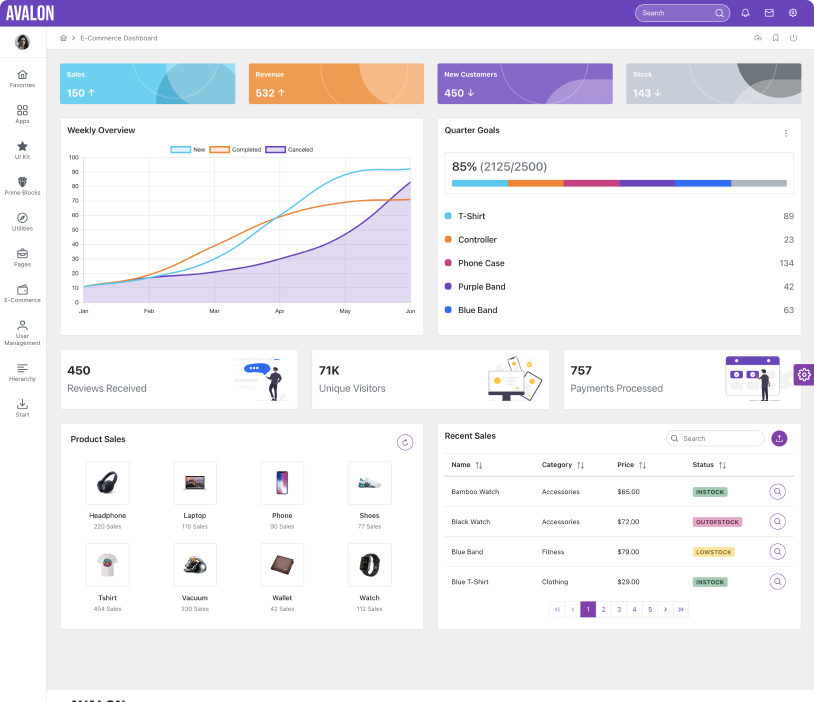 AVALON
Search
E-Commerce Dashboard
Favorites
Apps
UI Kit
Prime Blocks
Utilities
Pages
E-Commerce
User
Management
Hierarchy
Start
Sales
150
Revenue
532
New Customers
450
Stock
143
Weekly Overview
New Completed Canceled
100
90
80
70
60
50
40
30
20
10
0
Jan Feb Mar Apr May Jun
Quarter Goals
85% (2125/2500)
T-Shirt 89
Controller 23
Phone Case 134
Purple Band 42
Blue Band 63
450
Reviews Received
71K
Unique Visitors
757
Payments Processed
Product Sales
Headphone
220 Sales
Laptop
110 Sales
Phone
90 Sales
Shoes
77 Sales
Tshirt
454 Sales
Vacuum
330 Sales
Wallet
42 Sales
Watch
112 Sales
Recent Sales
Search
Name Category Price Status
Bamboo Watch Accessories $65.00 INSTOCK
Black Watch Accessories $72.00 OUTOFSTOCK
Blue Band Fitness $79.00 LOWSTOCK
Blue T-Shirt Clothing $29.00 INSTOCK
« ‹ 1 2 3 4 5 › »
AVALON